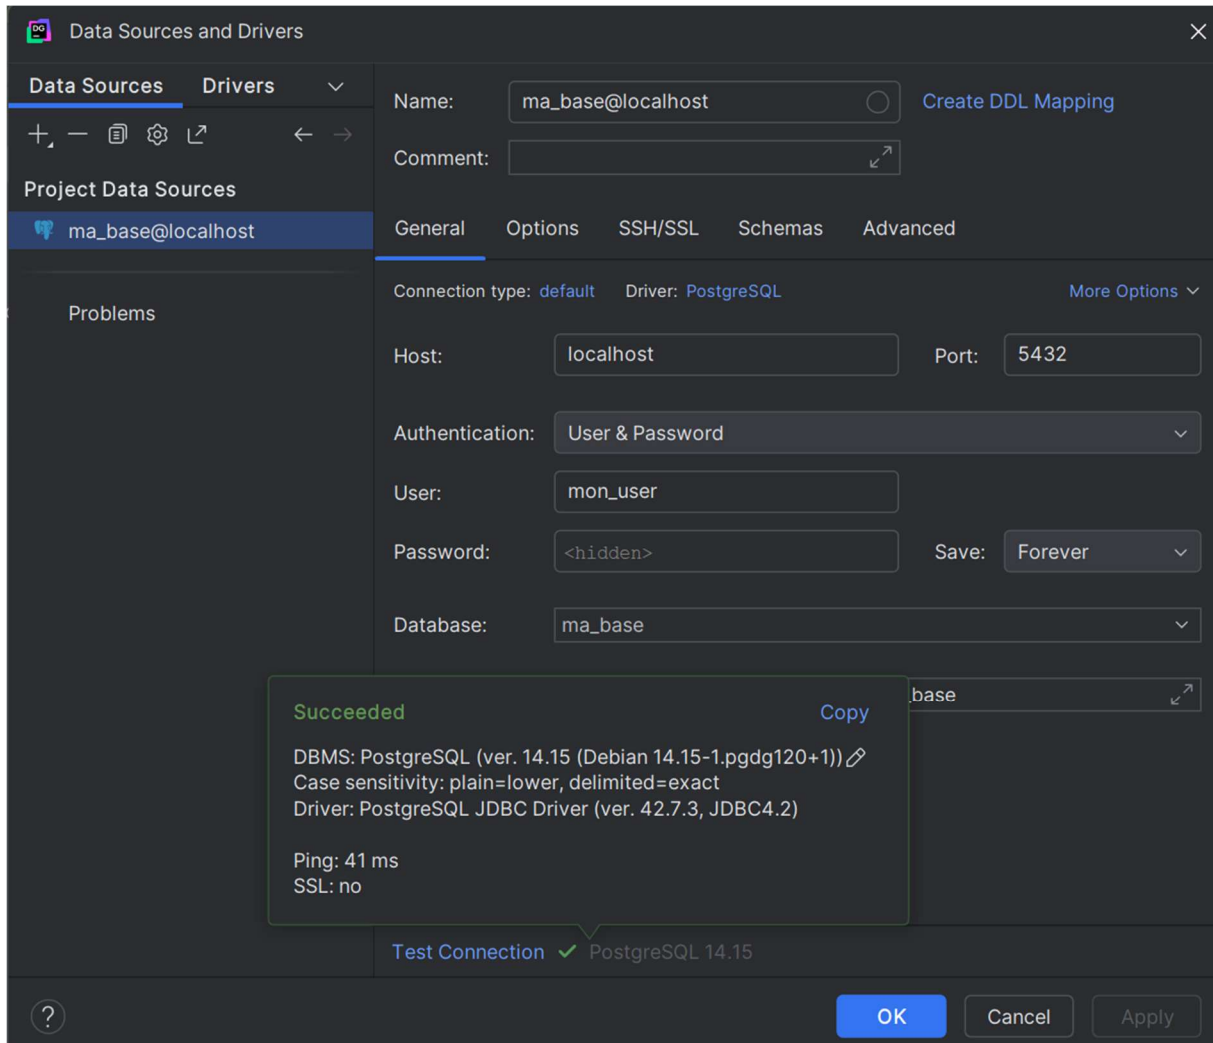 DG
Data Sources and Drivers
Data Sources Drivers
Project Data Sources
ma_base@localhost
Problems
Name: ma_base@localhost Create DDL Mapping
Comment:
General Options SSH/SSL Schemas Advanced
Connection type: default Driver: PostgreSQL More Options
Host: localhost Port: 5432
Authentication: User & Password
User: mon_user
Password: <hidden> Save: Forever
Database: ma_base
_base
Succeeded Copy
DBMS: PostgreSQL (ver. 14.15 (Debian 14.15-1.pgdg120+1))
Case sensitivity: plain=lower, delimited=exact
Driver: PostgreSQL JDBC Driver (ver. 42.7.3, JDBC4.2)
Ping: 41 ms
SSL: no
Test Connection PostgreSQL 14.15
? OK Cancel Apply